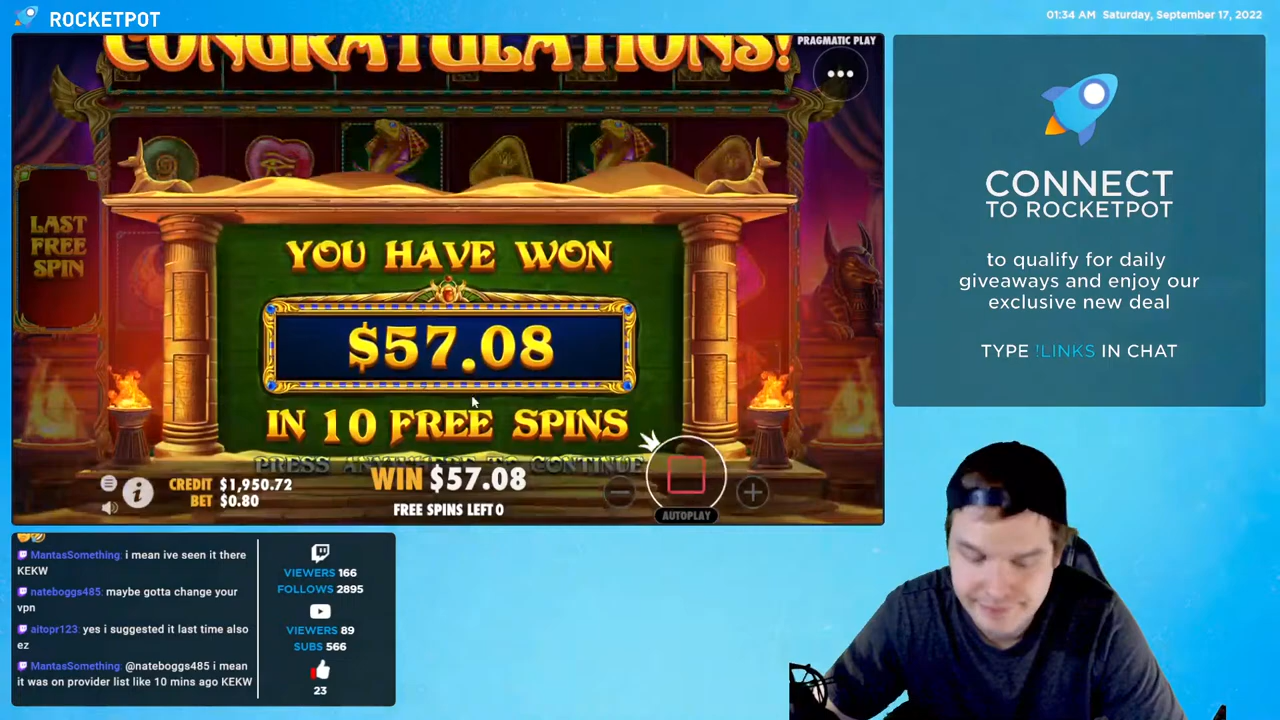 ROCKETPOT
01:34 AM Saturday, September 17, 2022
CONGRATULATIONS!
PRAGMATIC PLAY
LAST
FREE
SPIN
YOU HAVE WON
$57.08
IN 10 FREE SPINS
PRESS ANYWHERE TO CONTINUE
CREDIT $1,950.72
BET $0.80
WIN $57.08
FREE SPINS LEFT 0
AUTOPLAY
CONNECT
TO ROCKETPOT
to qualify for daily
giveaways and enjoy our
exclusive new deal
TYPE !LINKS IN CHAT
MantasSomething: i mean ive seen it there
KEKW
nateboggs485: maybe gotta change your
vpn
aitopr123: yes i suggested it last time also
ez
MantasSomething: @nateboggs485 i mean
it was on provider list like 10 mins ago KEKW
VIEWERS 166
FOLLOWS 2895
VIEWERS 89
SUBS 566
23